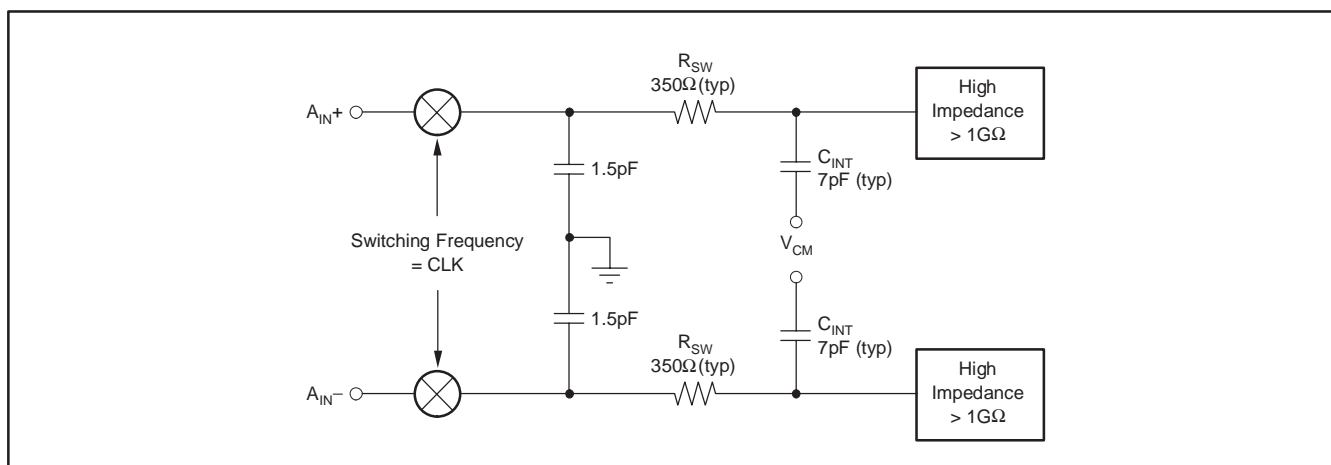 R_SW
350Ω(typ)
High
Impedance
> 1GΩ
A_IN+
1.5pF
C_INT
7pF (typ)
Switching Frequency
= CLK
V_CM
1.5pF
C_INT
7pF (typ)
R_SW
350Ω(typ)
High
Impedance
> 1GΩ
A_IN−